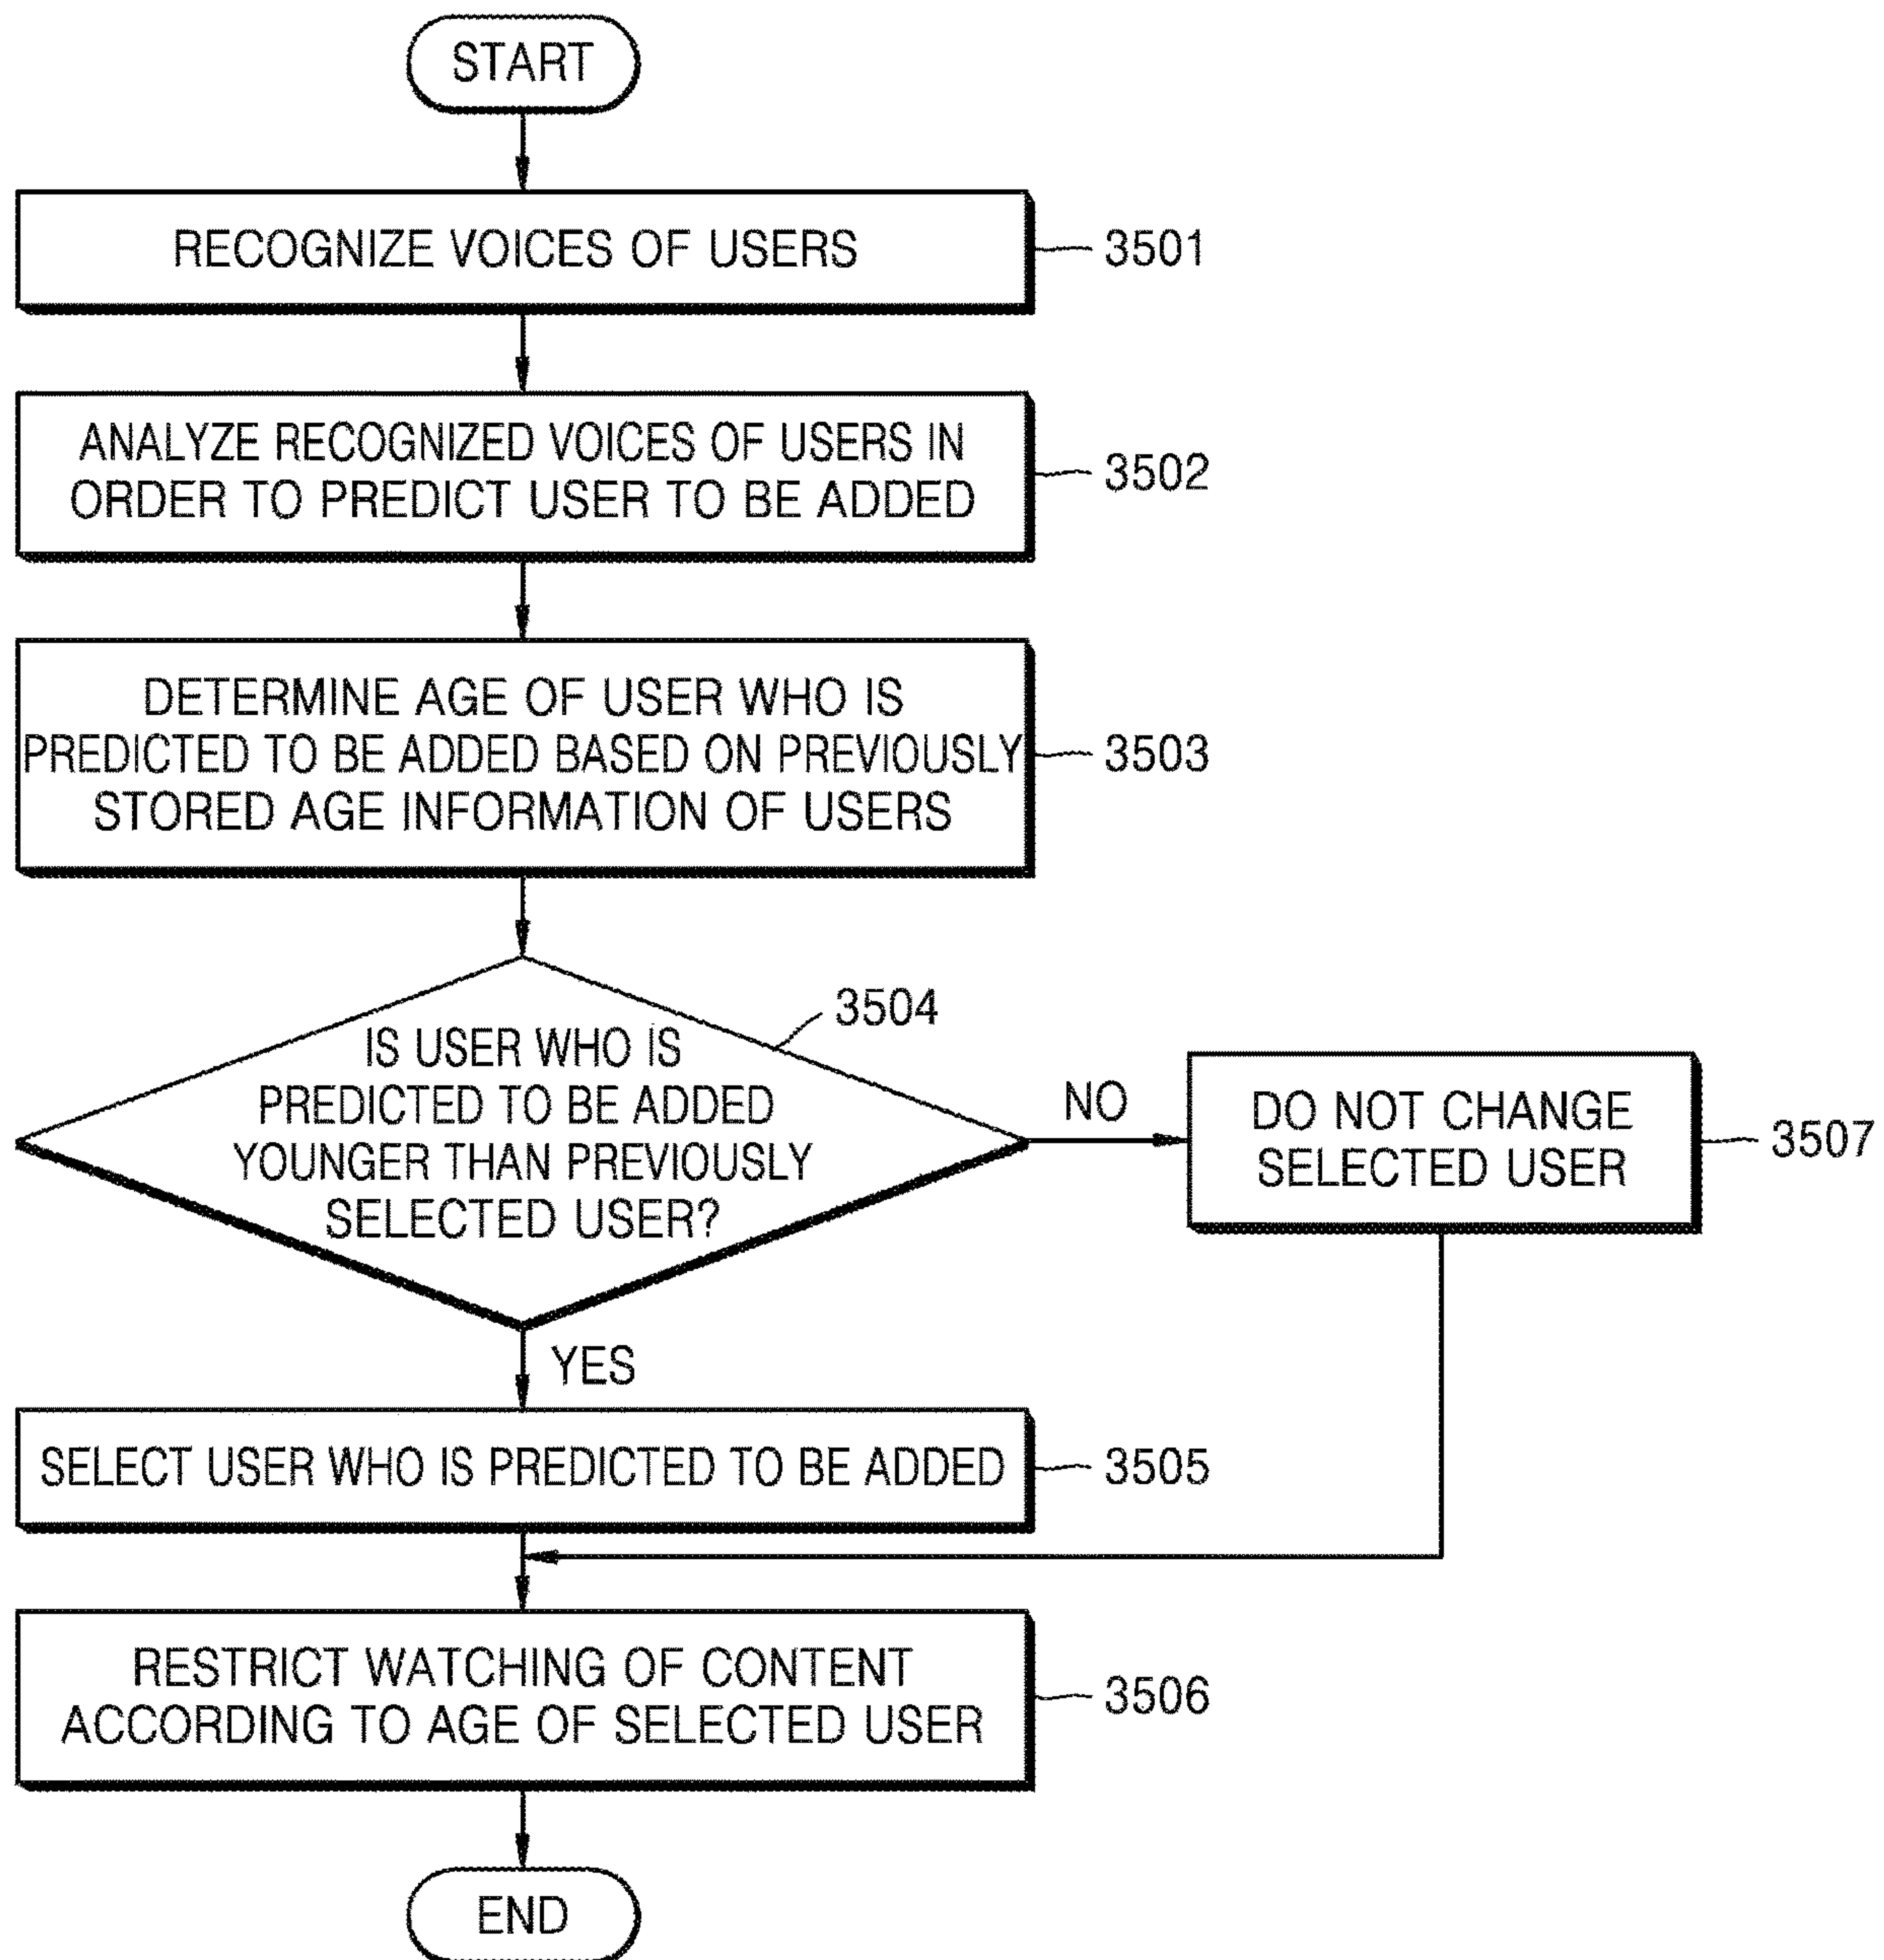 START
RECOGNIZE VOICES OF USERS
3501
ANALYZE RECOGNIZED VOICES OF USERS IN
ORDER TO PREDICT USER TO BE ADDED
3502
DETERMINE AGE OF USER WHO IS
PREDICTED TO BE ADDED BASED ON PREVIOUSLY
STORED AGE INFORMATION OF USERS
3503
3504
IS USER WHO IS
PREDICTED TO BE ADDED
YOUNGER THAN PREVIOUSLY
SELECTED USER?
NO
DO NOT CHANGE
SELECTED USER
3507
YES
SELECT USER WHO IS PREDICTED TO BE ADDED
3505
RESTRICT WATCHING OF CONTENT
ACCORDING TO AGE OF SELECTED USER
3506
END